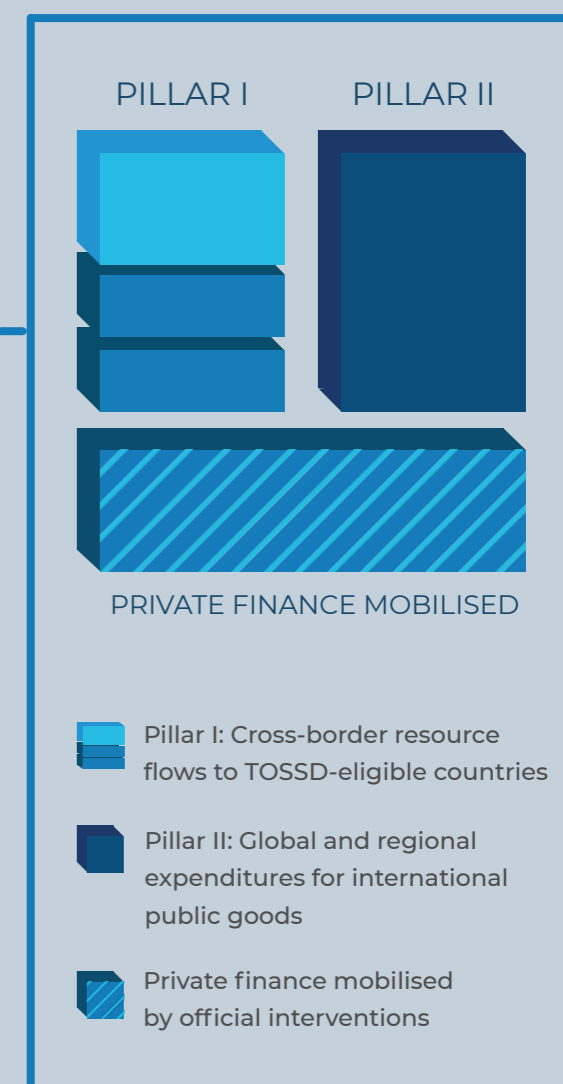 PILLAR I
PILLAR II
PRIVATE FINANCE MOBILISED
Pillar I: Cross-border resource
flows to TOSSD-eligible countries
Pillar II: Global and regional
expenditures for international
public goods
Private finance mobilised
by official interventions